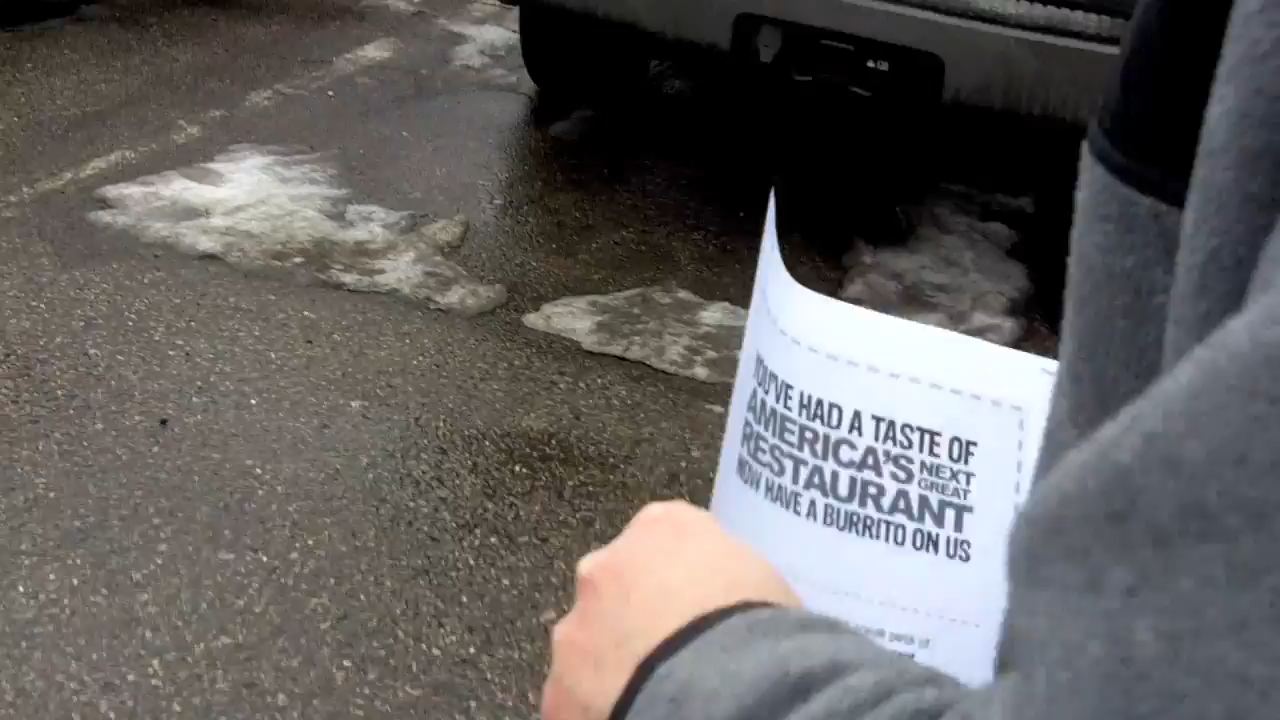 YOU'VE HAD A TASTE OF
AMERICA'S NEXT GREAT
RESTAURANT
NOW HAVE A BURRITO ON US